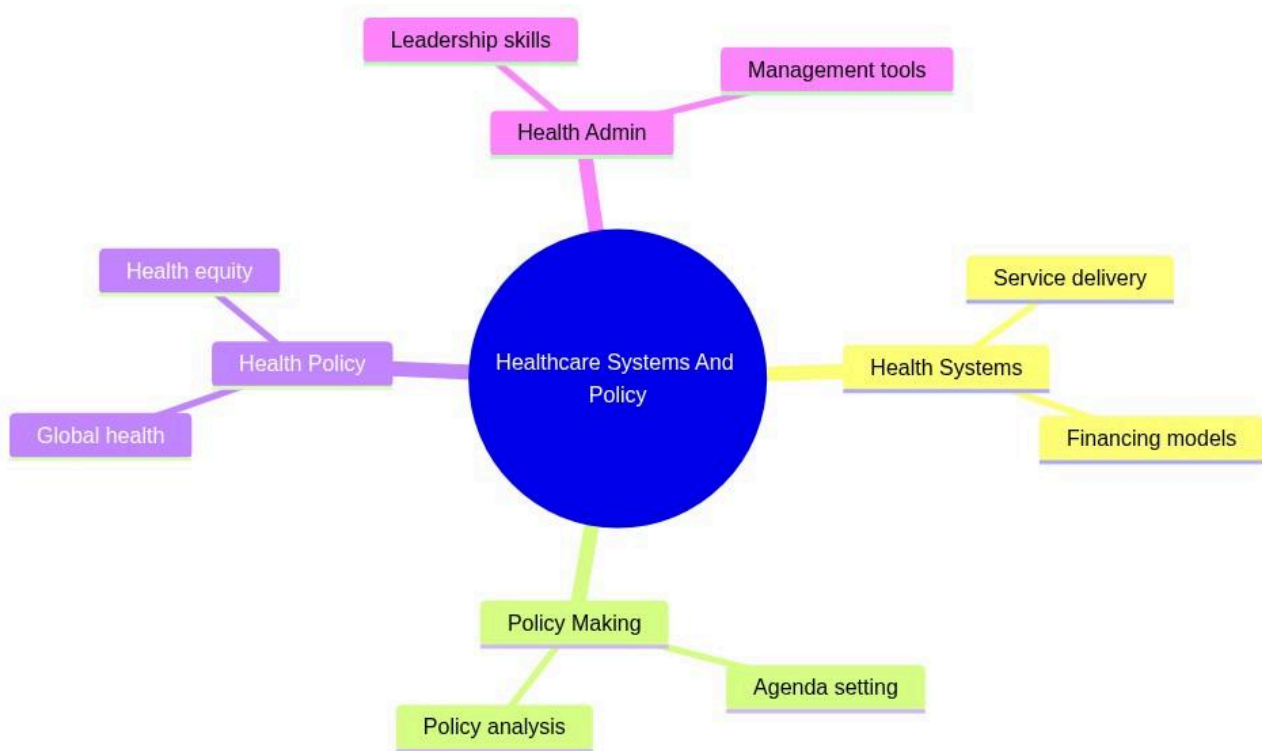 Leadership skills
Management tools
Health Admin
Health equity
Health Policy
Global health
Healthcare Systems And
Policy
Service delivery
Health Systems
Financing models
Policy Making
Agenda setting
Policy analysis